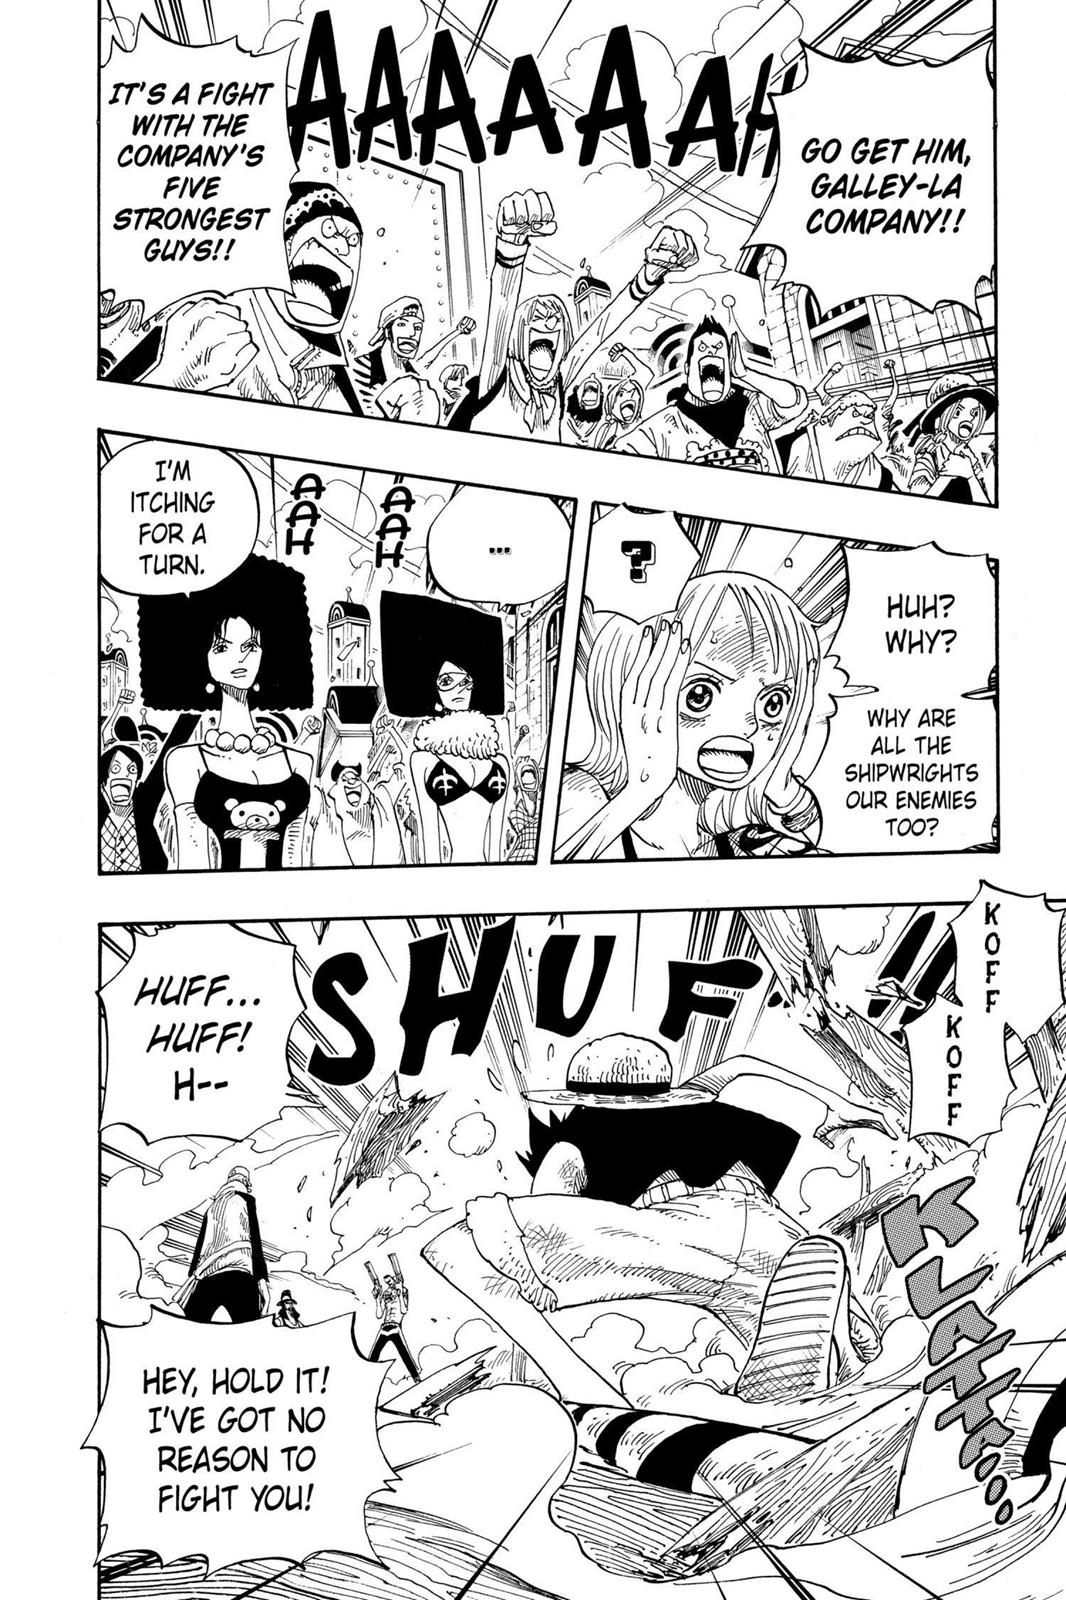 GO GET HIM,
GALLEY-LA
COMPANY!!
AAAAAAH
IT'S A FIGHT
WITH THE
COMPANY'S
FIVE
STRONGEST
GUYS!!
HUH?
WHY?
WHY ARE
ALL THE
SHIPWRIGHTS
OUR ENEMIES
TOO?
?
...
AAH
AAH
I'M
ITCHING
FOR A
TURN.
KOFF
KOFF
SHUF
HUFF...
HUFF!
H--
KLATTA...
HEY, HOLD IT!
I'VE GOT NO
REASON TO
FIGHT YOU!